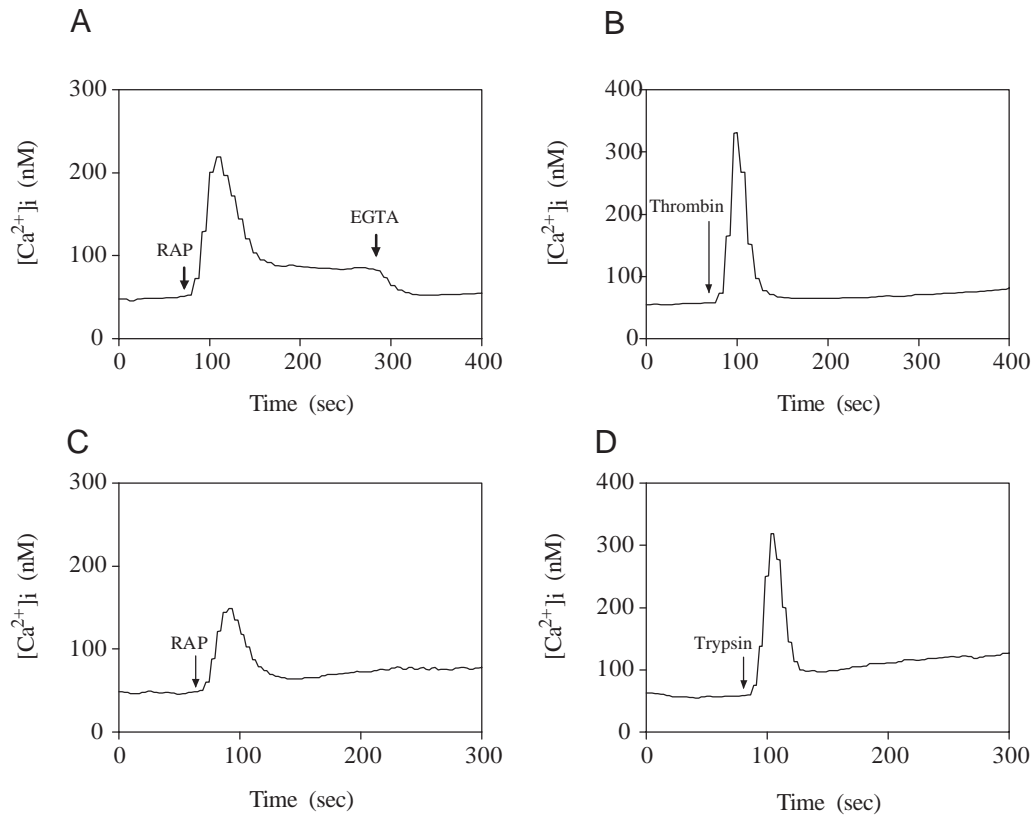 A
300
200
100
0
[Ca2+]i (nM)
RAP
EGTA
0 100 200 300 400
Time (sec)
B
400
300
200
100
0
[Ca2+]i (nM)
Thrombin
0 100 200 300 400
Time (sec)
C
300
200
100
0
[Ca2+]i (nM)
RAP
0 100 200 300
Time (sec)
D
400
300
200
100
0
[Ca2+]i (nM)
Trypsin
0 100 200 300
Time (sec)